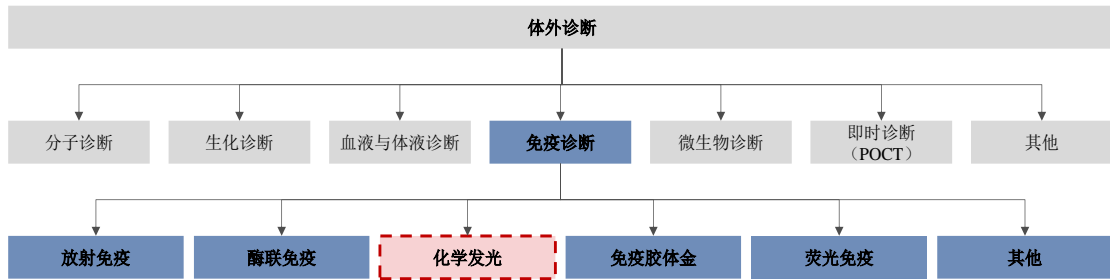 体外诊断
分子诊断
生化诊断
血液与体液诊断
免疫诊断
微生物诊断
即时诊断
（POCT）
其他
放射免疫
酶联免疫
化学发光
免疫胶体金
荧光免疫
其他